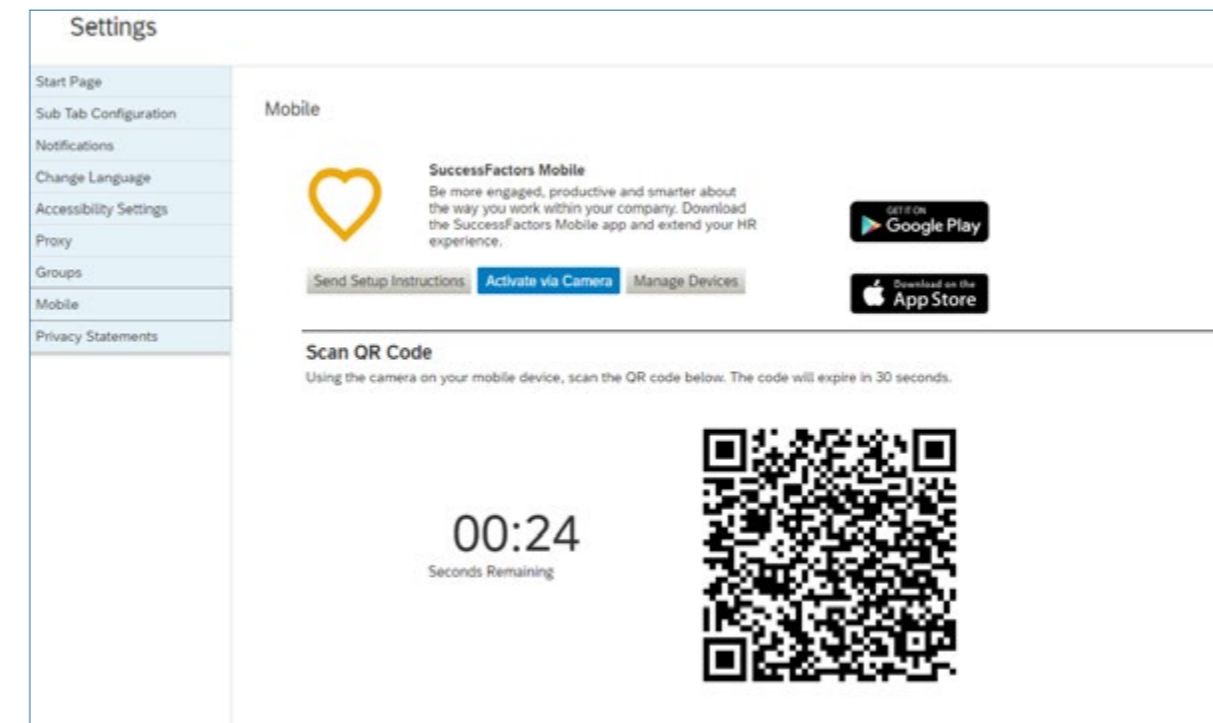 Settings
Start Page
Sub Tab Configuration
Notifications
Change Language
Accessibility Settings
Proxy
Groups
Mobile
Privacy Statements
Mobile
SuccessFactors Mobile
Be more engaged, productive and smarter about
the way you work within your company. Download
the SuccessFactors Mobile app and extend your HR
experience.
Send Setup Instructions
Activate via Camera
Manage Devices
GET IT ON
Google Play
Download on the
App Store
Scan QR Code
Using the camera on your mobile device, scan the QR code below. The code will expire in 30 seconds.
00:24
Seconds Remaining